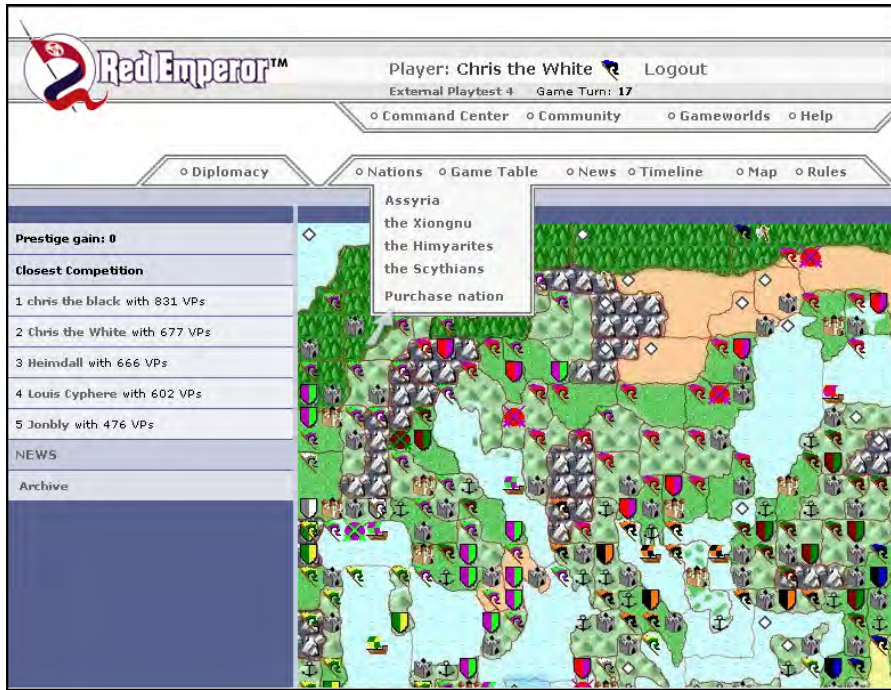 Red Emperor™
Player: Chris the White Logout
External Playtest 4 Game Turn: 17
Command Center Community Gameworlds Help
Diplomacy Nations Game Table News Timeline Map Rules
Assyria
the Xiongnu
the Himyarites
the Scythians
Purchase nation
Prestige gain: 0
Closest Competition
1 chris the black with 831 VPs
2 Chris the White with 677 VPs
3 Heimdall with 666 VPs
4 Louis Cyphere with 602 VPs
5 Jonbly with 476 VPs
NEWS
Archive